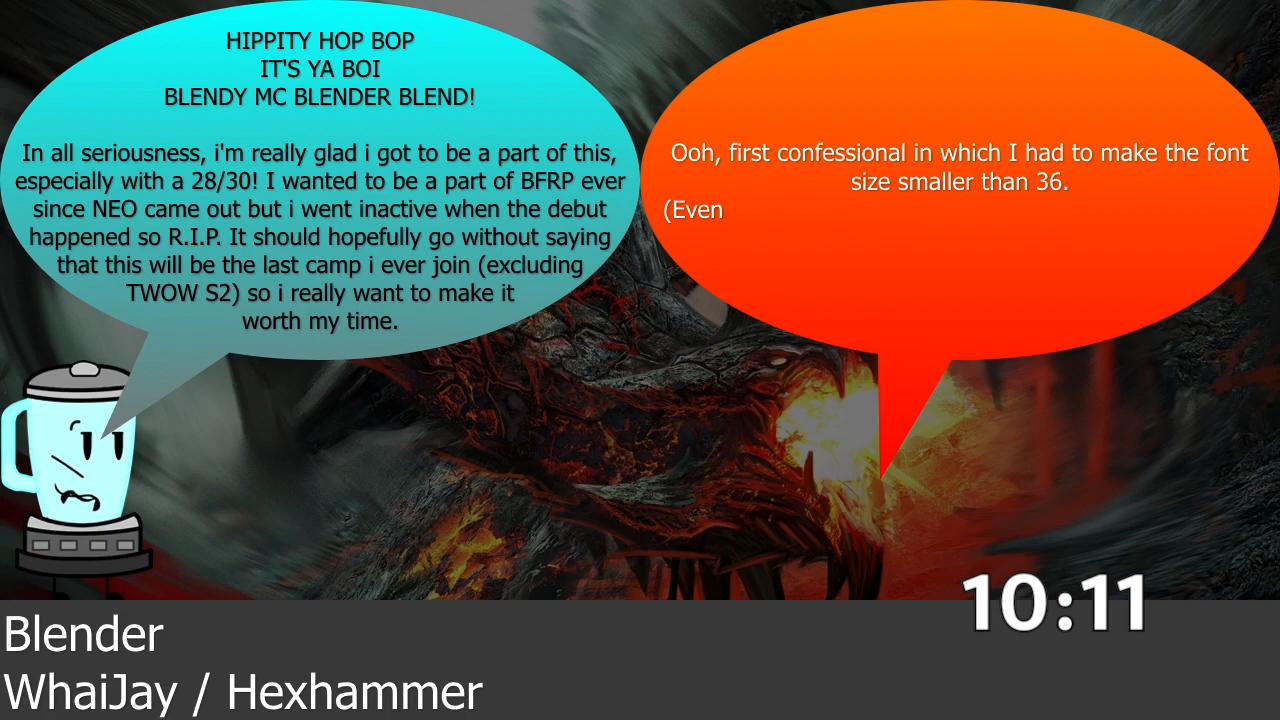 HIPPITY HOP BOP
IT'S YA BOI
BLENDY MC BLENDER BLEND!
In all seriousness, i'm really glad i got to be a part of this,
especially with a 28/30! I wanted to be a part of BFRP ever
since NEO came out but i went inactive when the debut
happened so R.I.P. It should hopefully go without saying
that this will be the last camp i ever join (excluding
TWOW S2) so i really want to make it
worth my time.
Ooh, first confessional in which I had to make the font
size smaller than 36.
(Even
10:11
Blender
WhaiJay / Hexhammer